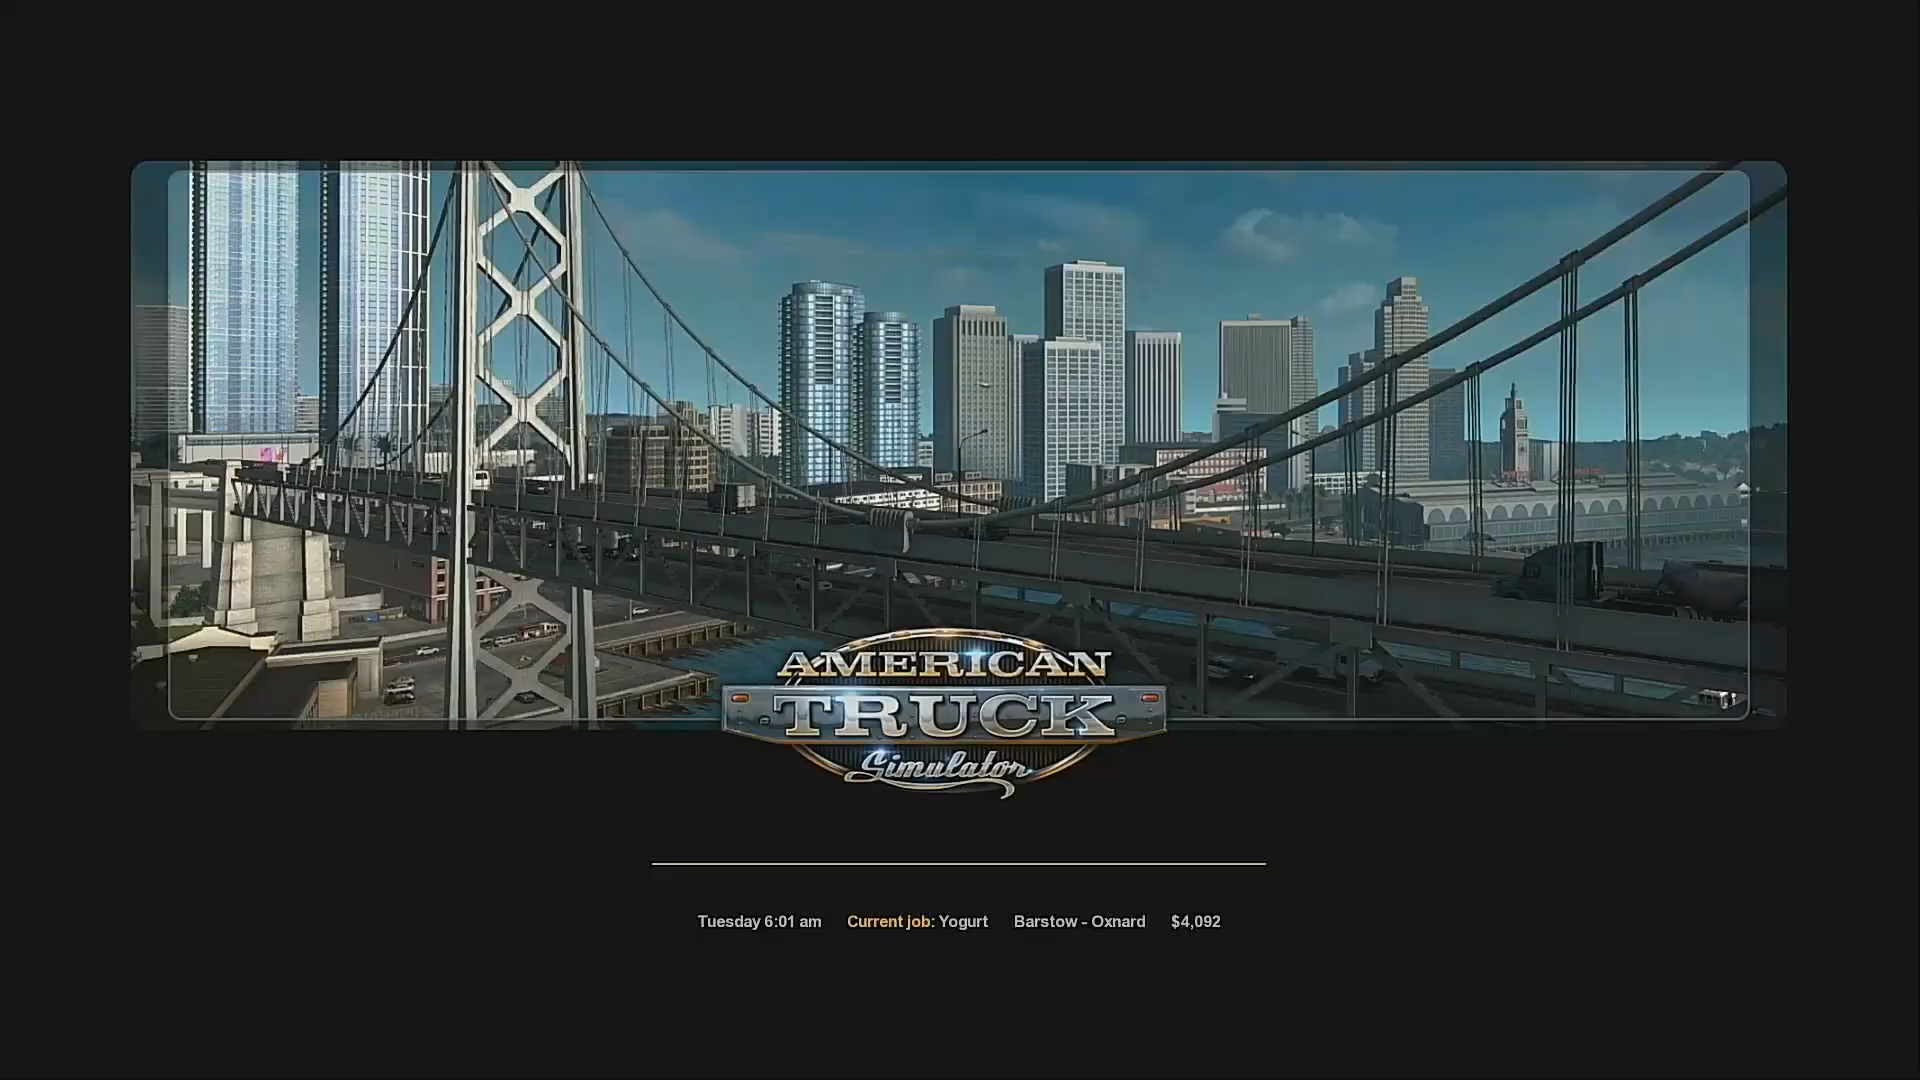 AMERICAN
TRUCK
Simulator
Tuesday 6:01 am Current job: Yogurt Barstow - Oxnard $4,092